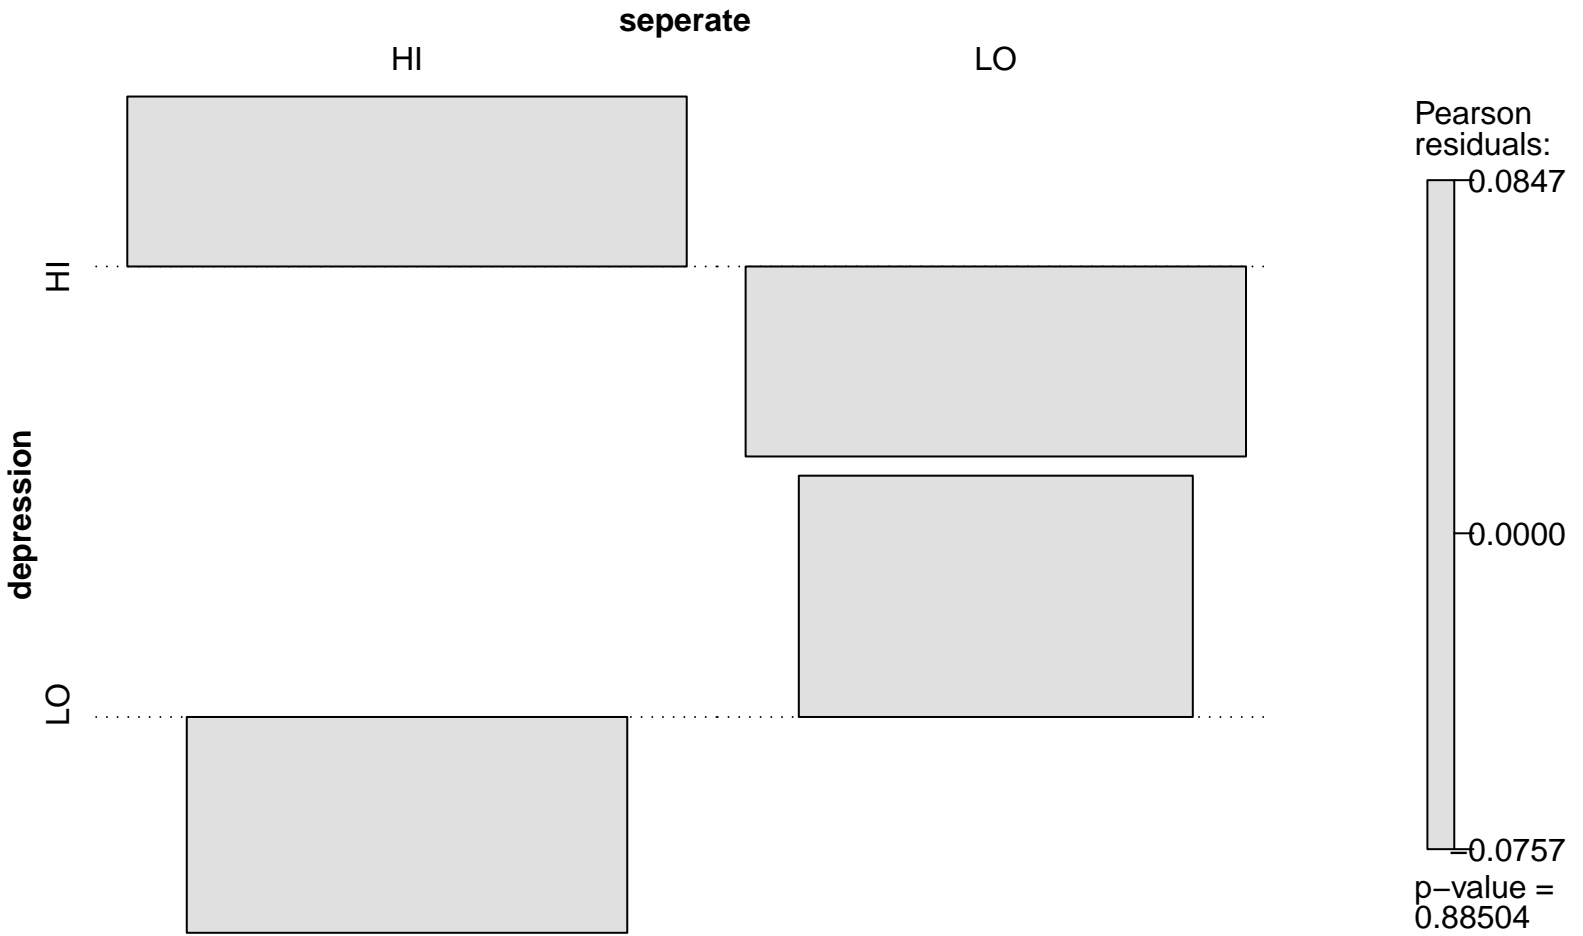 seperate
HI LO
depression
HI
LO
Pearson
residuals:
0.0847
0.0000
−0.0757
p−value =
0.88504